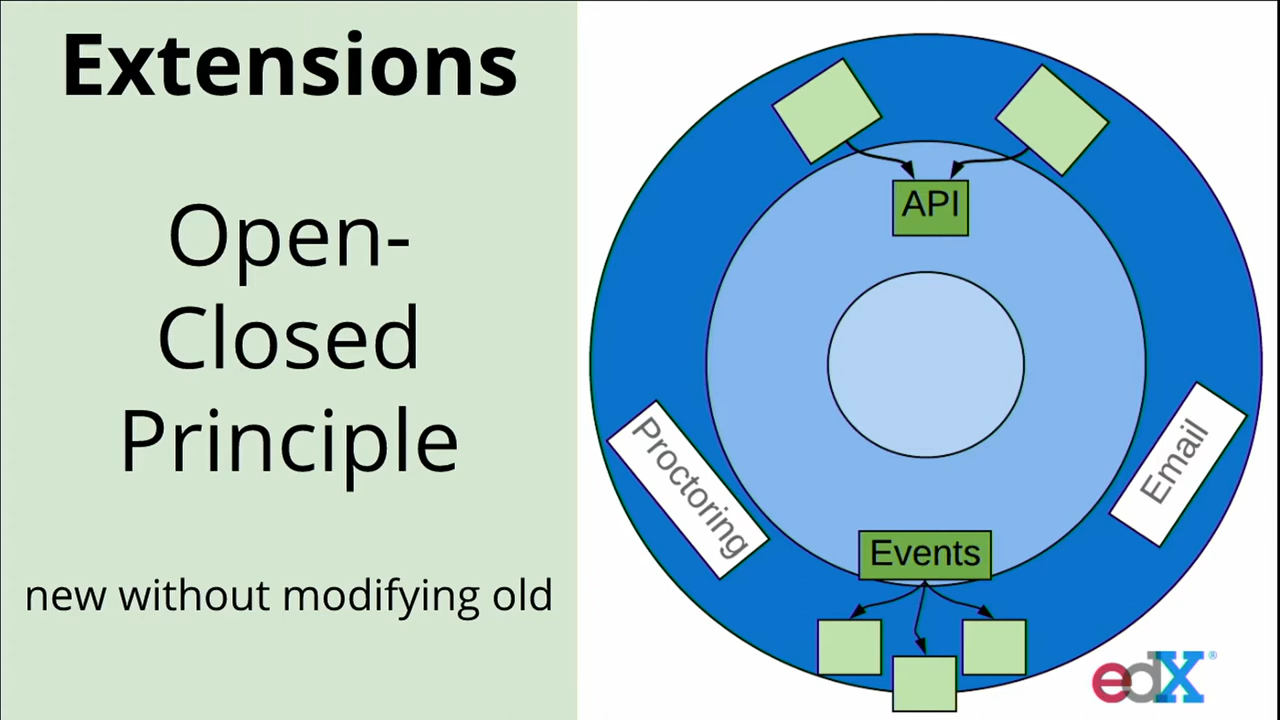 Extensions
Open-
Closed
Principle
new without modifying old
API
Proctoring
Email
Events
edX®